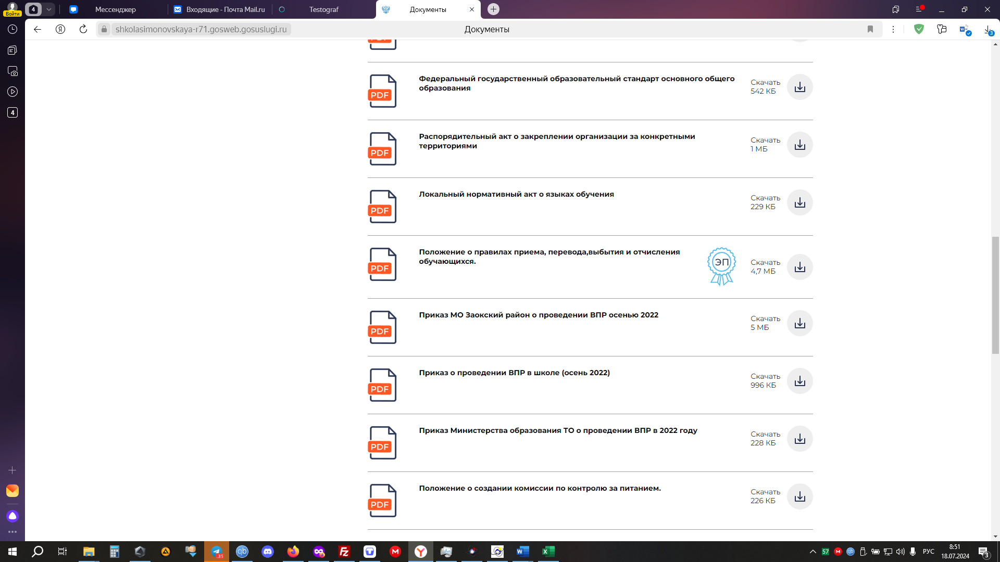 4
Мессенджер
Входящие - Почта Mail.ru
Testograf
Документы
Войти
Я
shkolasimonovskaya-r71.gosweb.gosuslugi.ru
Документы
3
4
PDF
Федеральный государственный образовательный стандарт основного общего
образования
Скачать
542 КБ
PDF
Распорядительный акт о закреплении организации за конкретными
территориями
Скачать
1 МБ
PDF
Локальный нормативный акт о языках обучения
Скачать
229 КБ
PDF
Положение о правилах приема, перевода,выбытия и отчисления
обучающихся.
ЭП
Скачать
4,7 МБ
PDF
Приказ МО Заокский район о проведении ВПР осенью 2022
Скачать
5 МБ
PDF
Приказ о проведении ВПР в школе (осень 2022)
Скачать
996 КБ
PDF
Приказ Министерства образования ТО о проведении ВПР в 2022 году
Скачать
228 КБ
PDF
Положение о создании комиссии по контролю за питанием.
Скачать
226 КБ
35
qb
FZ
M
Y
57
M
qb
РУС
8:51
18.07.2024
3